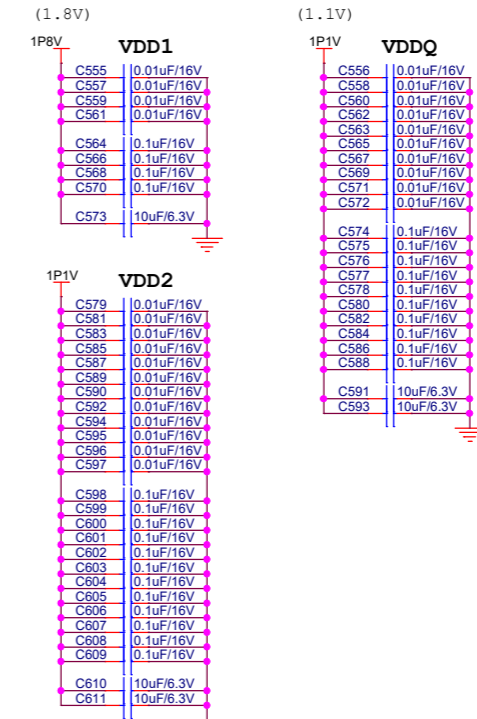 (1.8V)
1P8V
VDD1
C555 0.01uF/16V
C557 0.01uF/16V
C559 0.01uF/16V
C561 0.01uF/16V
C564 0.1uF/16V
C566 0.1uF/16V
C568 0.1uF/16V
C570 0.1uF/16V
C573 10uF/6.3V
1P1V
VDD2
C579 0.01uF/16V
C581 0.01uF/16V
C583 0.01uF/16V
C585 0.01uF/16V
C587 0.01uF/16V
C589 0.01uF/16V
C590 0.01uF/16V
C592 0.01uF/16V
C594 0.01uF/16V
C595 0.01uF/16V
C596 0.01uF/16V
C597 0.01uF/16V
C598 0.1uF/16V
C599 0.1uF/16V
C600 0.1uF/16V
C601 0.1uF/16V
C602 0.1uF/16V
C603 0.1uF/16V
C604 0.1uF/16V
C605 0.1uF/16V
C606 0.1uF/16V
C607 0.1uF/16V
C608 0.1uF/16V
C609 0.1uF/16V
C610 10uF/6.3V
C611 10uF/6.3V
(1.1V)
1P1V
VDDQ
C556 0.01uF/16V
C558 0.01uF/16V
C560 0.01uF/16V
C562 0.01uF/16V
C563 0.01uF/16V
C565 0.01uF/16V
C567 0.01uF/16V
C569 0.01uF/16V
C571 0.01uF/16V
C572 0.01uF/16V
C574 0.1uF/16V
C575 0.1uF/16V
C576 0.1uF/16V
C577 0.1uF/16V
C578 0.1uF/16V
C580 0.1uF/16V
C582 0.1uF/16V
C584 0.1uF/16V
C586 0.1uF/16V
C588 0.1uF/16V
C591 10uF/6.3V
C593 10uF/6.3V